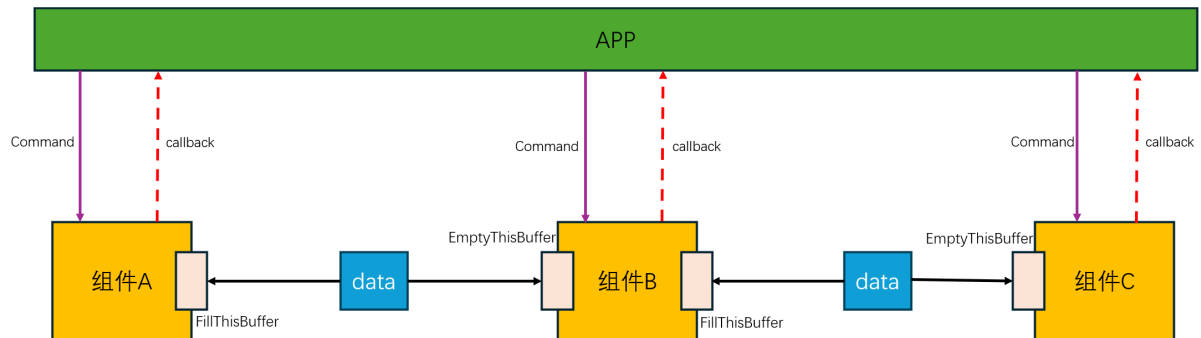 APP
Command
callback
Command
callback
Command
callback
EmptyThisBuffer
EmptyThisBuffer
组件A
data
组件B
data
组件C
FillThisBuffer
FillThisBuffer